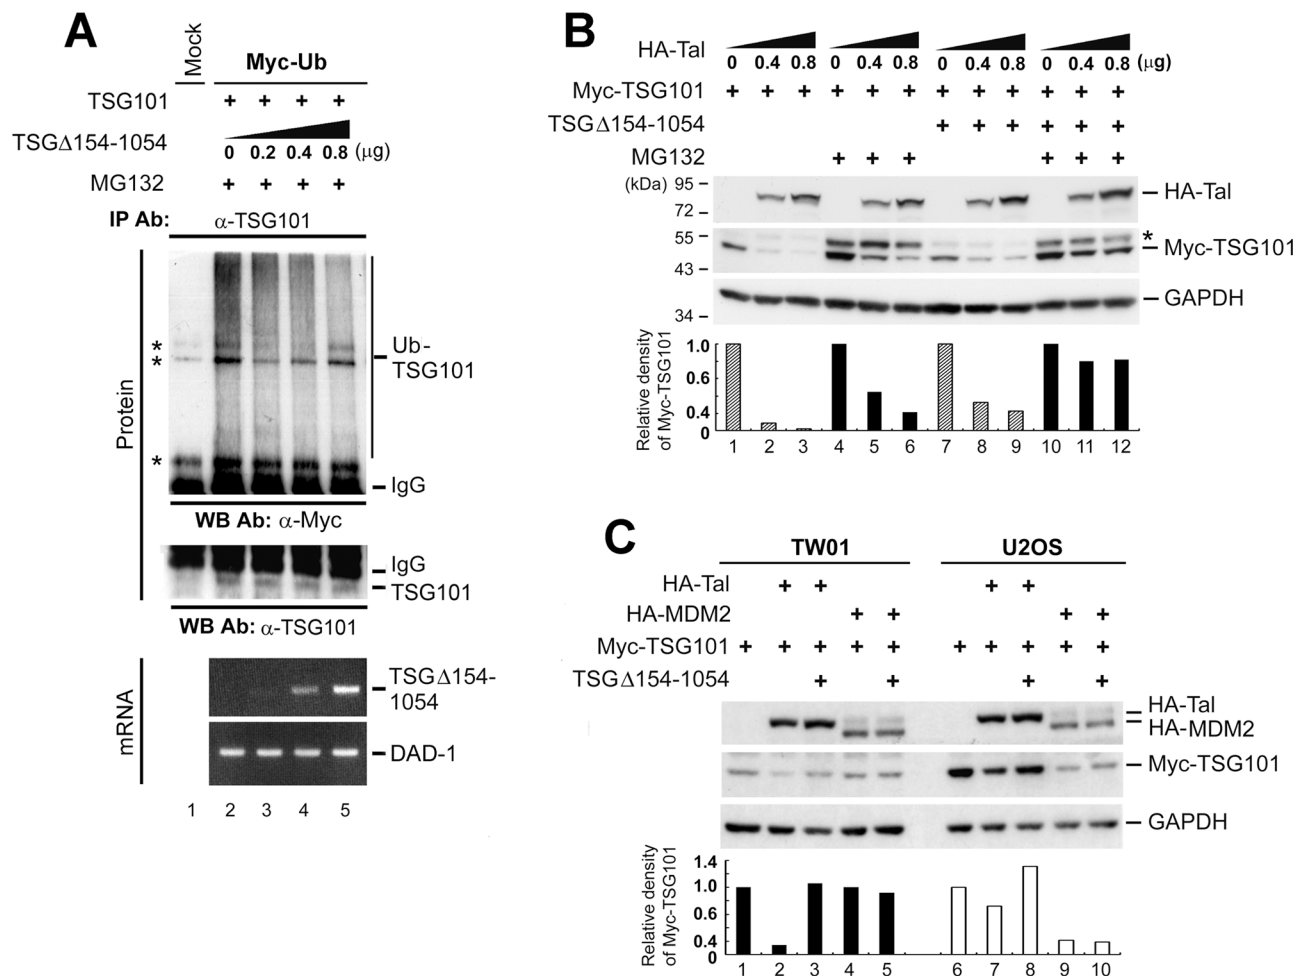 A
Mock
Myc-Ub
TSG101 + + + +
TSGΔ154-1054 0 0.2 0.4 0.8 (μg)
MG132 + + + +
IP Ab: α-TSG101
Protein
*
*
*
Ub-
TSG101
IgG
WB Ab: α-Myc
IgG
TSG101
WB Ab: α-TSG101
mRNA
TSGΔ154-
1054
DAD-1
1 2 3 4 5
B
HA-Tal 0 0.4 0.8 0 0.4 0.8 0 0.4 0.8 0 0.4 0.8 (μg)
Myc-TSG101 + + + + + + + + + + + +
TSGΔ154-1054 + + + + + +
MG132 + + + + + +
(kDa)
95
72
HA-Tal
55
43
*
Myc-TSG101
34
GAPDH
Relative density
of Myc-TSG101
1.0
0.8
0.4
0
1 2 3 4 5 6 7 8 9 10 11 12
C
TW01 U2OS
HA-Tal + + + +
HA-MDM2 + + + +
Myc-TSG101 + + + + + + + + + +
TSGΔ154-1054 + + + +
HA-Tal
HA-MDM2
Myc-TSG101
GAPDH
Relative density
of Myc-TSG101
1.4
1.2
1.0
0.8
0.4
1 2 3 4 5 6 7 8 9 10